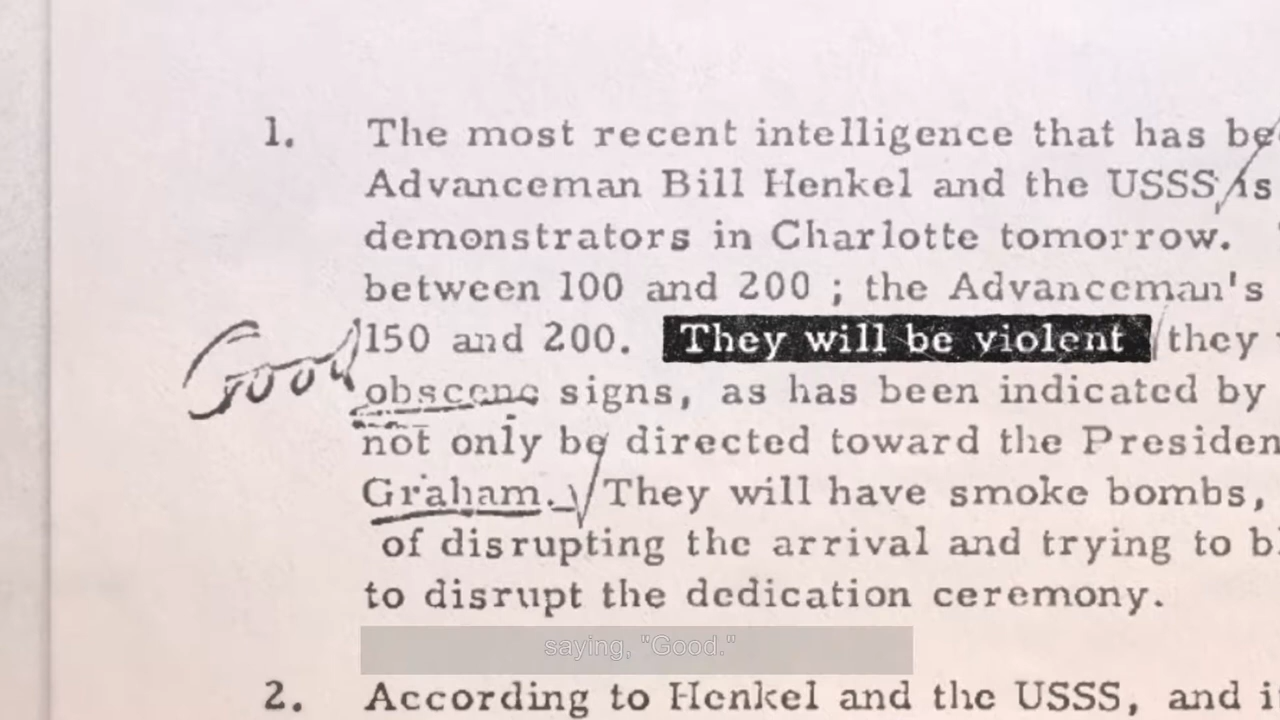 1. The most recent intelligence that has
Advanceman Bill Henkel and the USSS is
demonstrators in Charlotte tomorrow.
between 100 and 200 ; the Advanceman's
150 and 200. They will be violent they
Good
obscene signs, as has been indicated by
not only be directed toward the
Graham. They will have smoke bombs,
of disrupting the arrival and trying to
to disrupt the dedication ceremony.
saying, "Good."
2. According to Henkel and the USSS, and